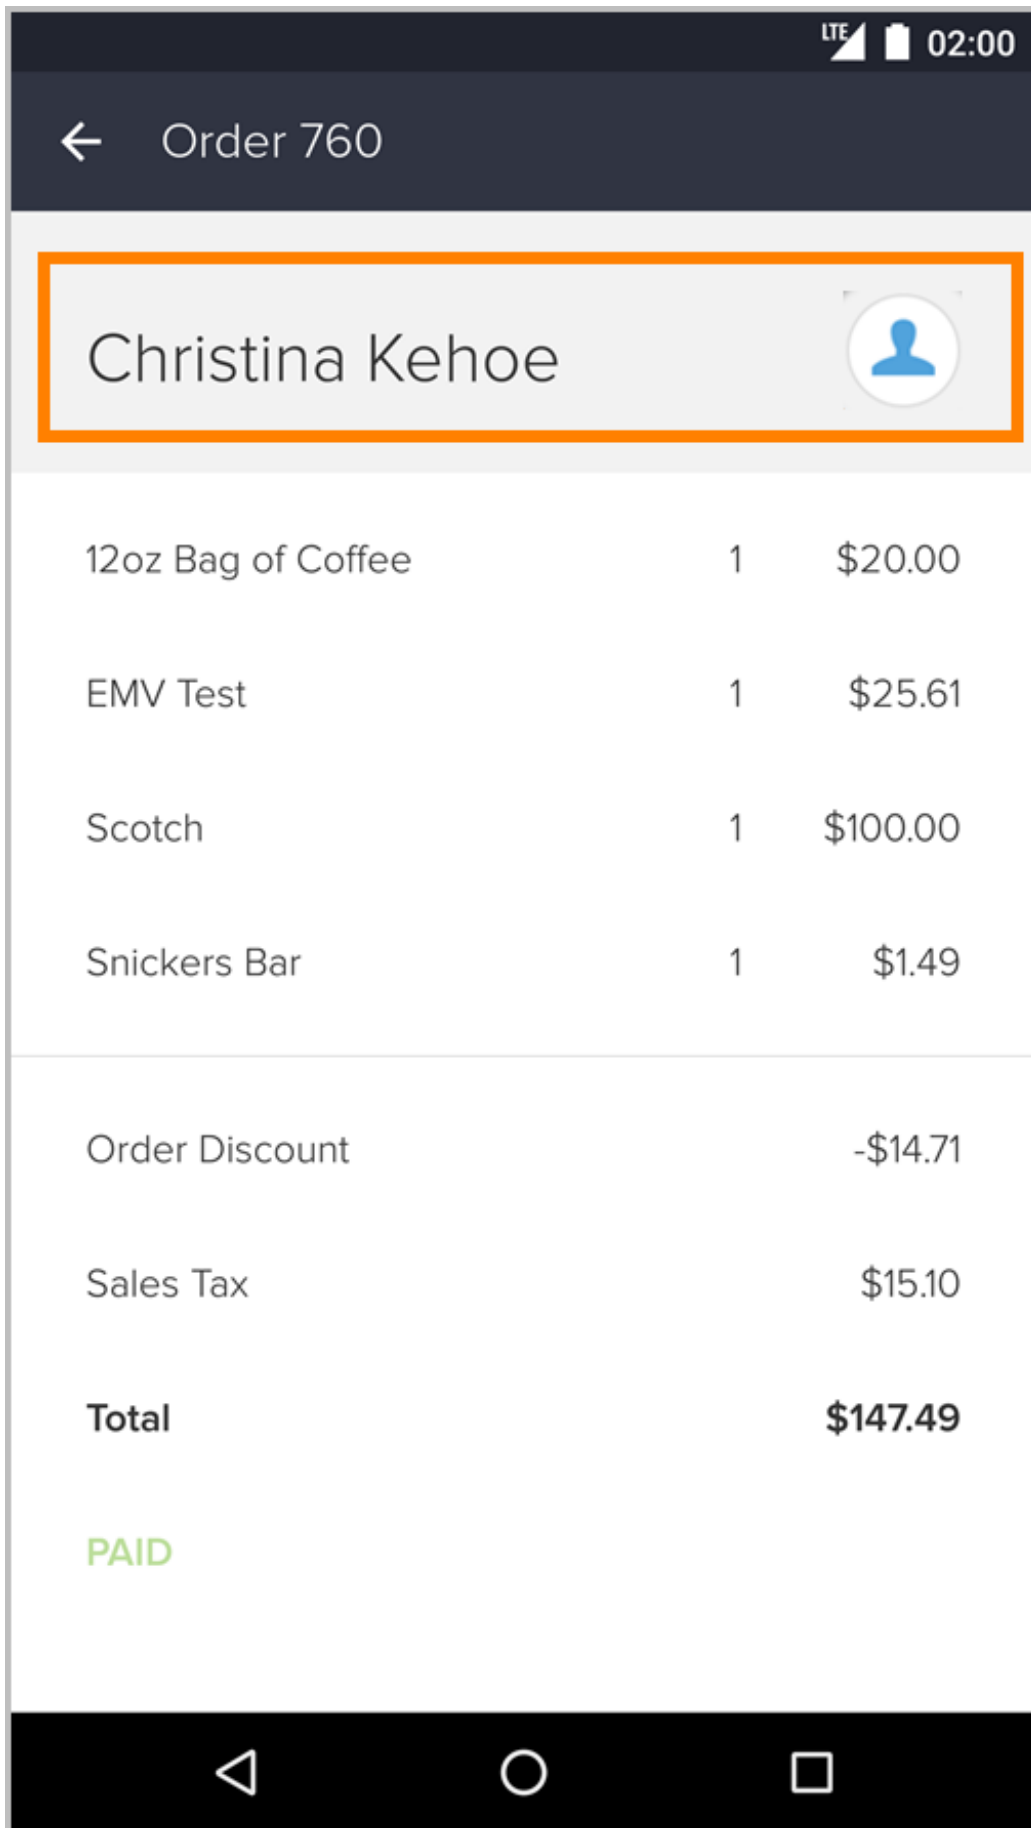 LTE 02:00
Order 760
Christina Kehoe
12oz Bag of Coffee 1 $20.00
EMV Test 1 $25.61
Scotch 1 $100.00
Snickers Bar 1 $1.49
Order Discount -$14.71
Sales Tax $15.10
Total $147.49
PAID